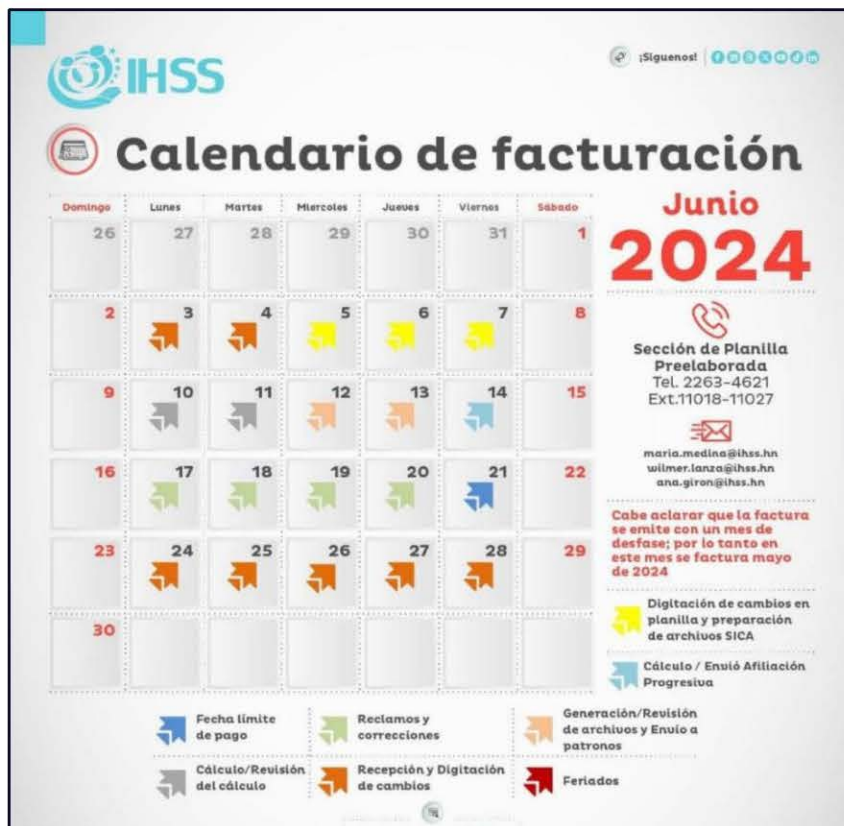 IHSS
¡Siguenos!
Calendario de facturación
Junio
2024
Domingo Lunes Martes Miercoles Jueves Viernes Sábado
26 27 28 29 30 31 1
2 3 4 5 6 7 8
9 10 11 12 13 14 15
16 17 18 19 20 21 22
23 24 25 26 27 28 29
30
Sección de Planilla
Preelaborada
Tel. 2263-4621
Ext.11018-11027
maria.medina@ihss.hn
wilmer.lanza@ihss.hn
ana.giron@ihss.hn
Cabe aclarar que la factura
se emite con un mes de
desfase; por lo tanto en
este mes se factura mayo
de 2024
Digitación de cambios en
planilla y preparación
de archivos SICA
Cálculo / Envió Afiliación
Progresiva
Fecha límite
de pago
Reclamos y
correcciones
Generación/Revisión
de archivos y Envío a
patronos
Cálculo/Revisión
del cálculo
Recepción y Digitación
de cambios
Feriados